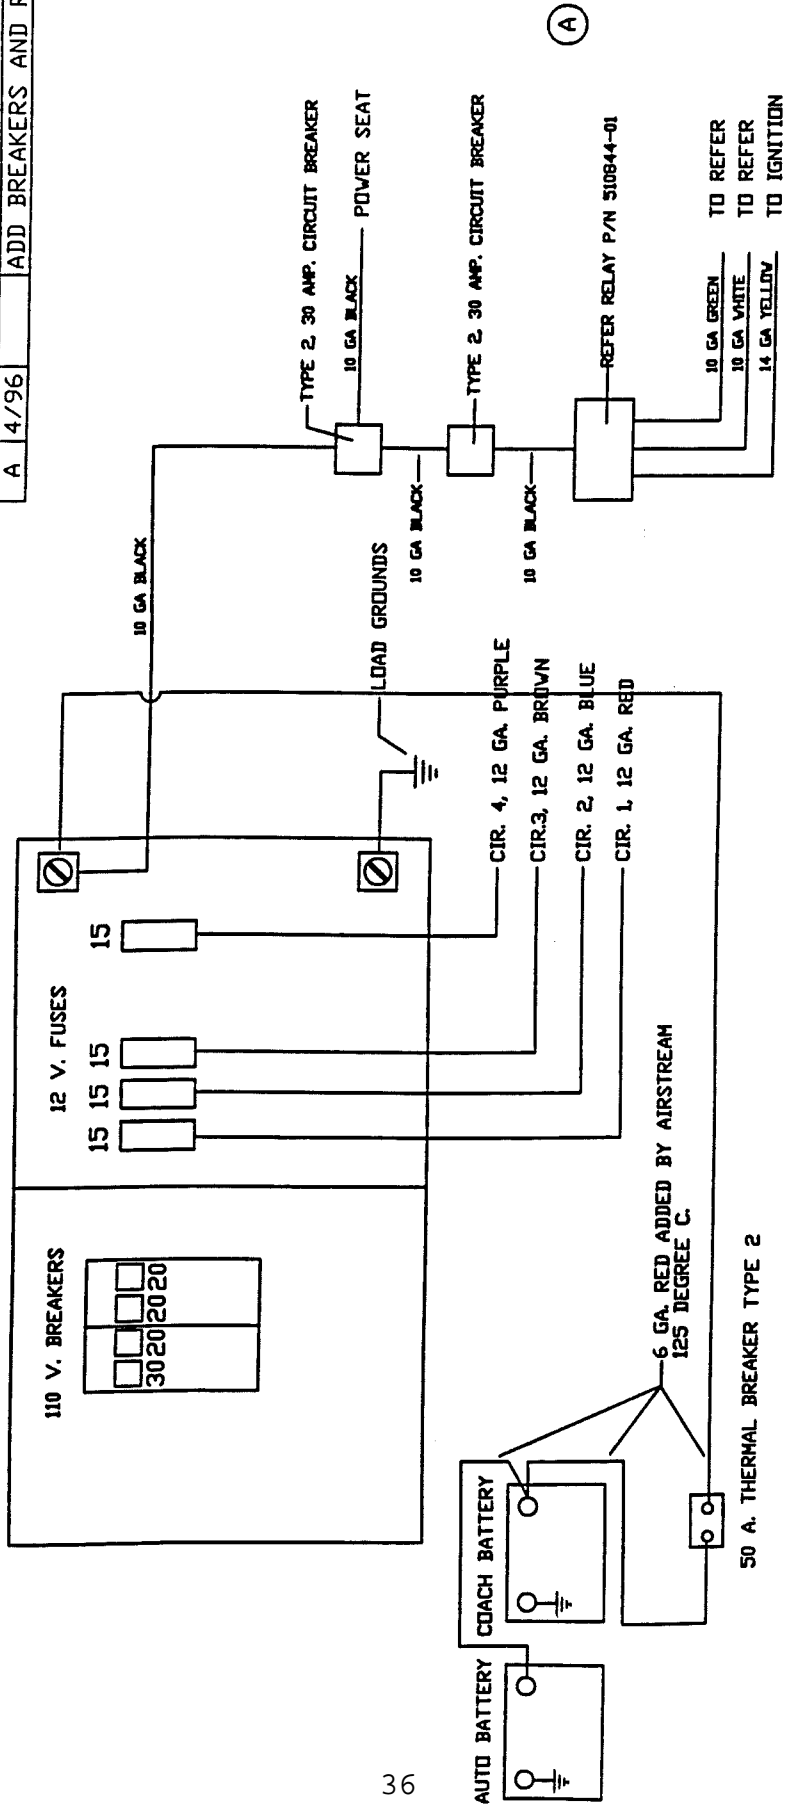 A 4/96 ADD BREAKERS AND
A
110 V. BREAKERS
30 20 20 20
12 V. FUSES
15 15 15 15
10 GA BLACK
LOAD GROUNDS
TYPE 2, 30 AMP. CIRCUIT BREAKER
10 GA BLACK
POWER SEAT
10 GA BLACK
TYPE 2, 30 AMP. CIRCUIT BREAKER
10 GA BLACK
REFER RELAY P/N 510844-01
10 GA GREEN TO REFER
10 GA WHITE TO REFER
14 GA YELLOW TO IGNITION
CIR. 4, 12 GA. PURPLE
CIR.3, 12 GA. BROWN
CIR. 2, 12 GA. BLUE
CIR. 1, 12 GA. RED
AUTO BATTERY
COACH BATTERY
6 GA. RED ADDED BY AIRSTREAM
125 DEGREE C.
50 A. THERMAL BREAKER TYPE 2
36